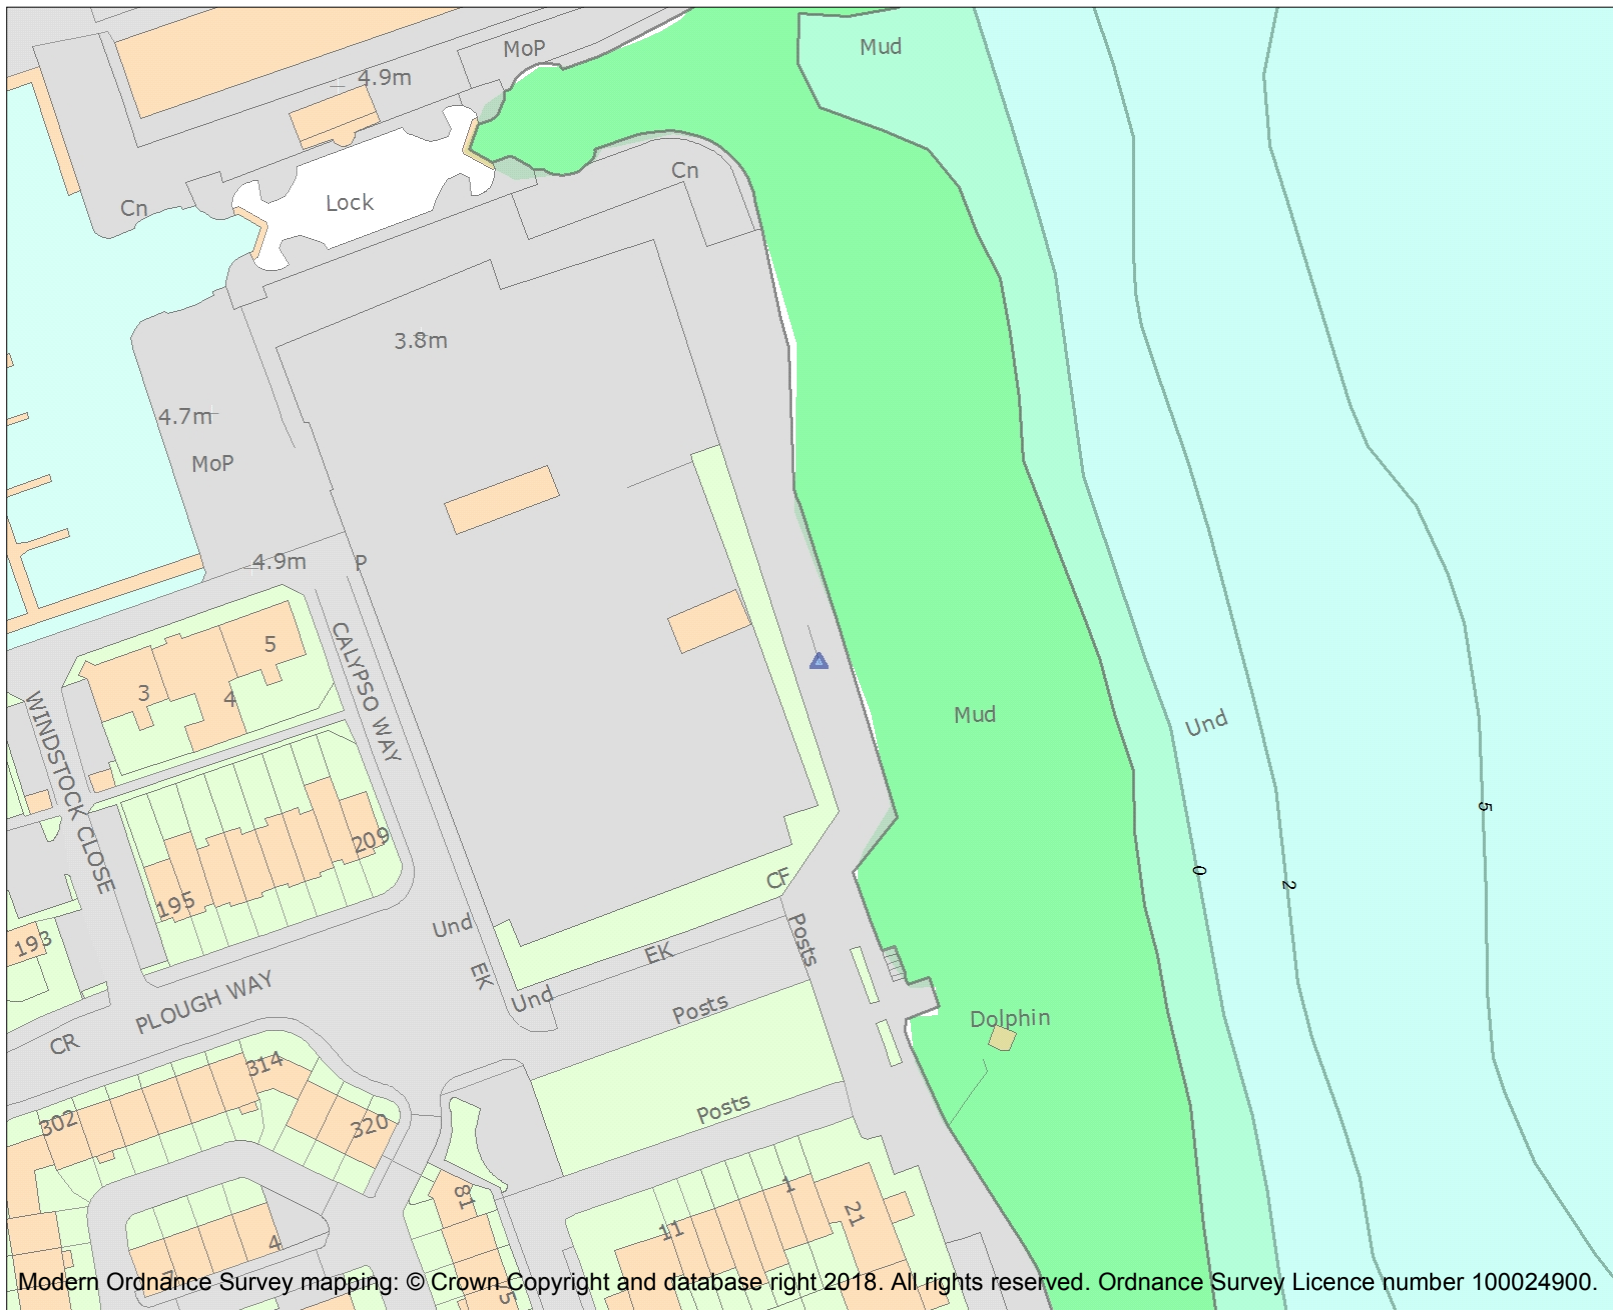 MoP
Mud
4.9m
Cn
Lock
Cn
3.8m
4.7m
MoP
4.9m
P
CALYPSO WAY
5
3
4
WINDSTOCK CLOSE
Mud
Und
5
209
0
2
CF
195
Und
Posts
193
EK
EK
Und
PLOUGH WAY
Posts
CR
Dolphin
314
302
320
Posts
81
1
21
11
4
Modern Ordnance Survey mapping: © Crown Copyright and database right 2018. All rights reserved. Ordnance Survey Licence number 100024900.